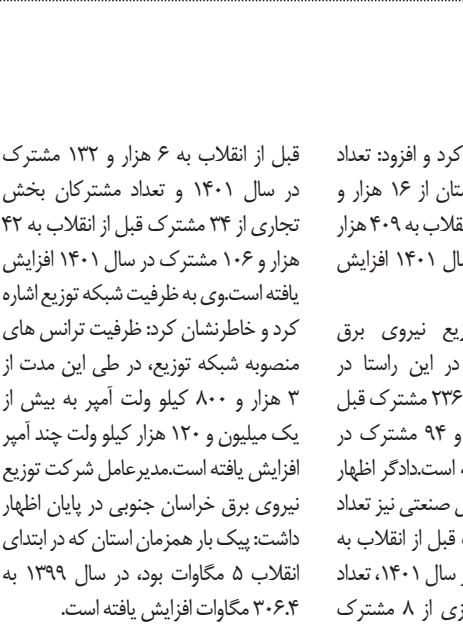 کرد و افزود: تعداد
ستان از ۱۶ هزار و
نقلاب به ۴۰۹ هزار
سال ۱۴۰۱ افزایش
زیع نیروی برق
در این راستا در
۲۳۶ مشترک قبل
و ۹۴ مشترک در
است.دادگر اظهار
صنعتی نیز تعداد
قبل از انقلاب به
سال ۱۴۰۱، تعداد
زی از ۸ مشترک
قبل از انقلاب به ۶ هزار و ۱۳۲ مشترک
در سال ۱۴۰۱ و تعداد مشترکان بخش
تجاری از ۳۴ مشترک قبل از انقلاب به ۴۲
هزار و ۱۰۶ مشترک در سال ۱۴۰۱ افزایش
یافته است.وی به ظرفیت شبکه توزیع اشاره
کرد و خاطرنشان کرد: ظرفیت ترانس های
منصوبه شبکه توزیع، در طی این مدت از
۳ هزار و ۸۰۰ کیلو ولت آمپر به بیش از
یک میلیون و ۱۲۰ هزار کیلو ولت چند آمپر
افزایش یافته است.مدیرعامل شرکت توزیع
نیروی برق خراسان جنوبی در پایان اظهار
داشت: پیک بار همزمان استان که در ابتدای
انقلاب ۵ مگاوات بود، در سال ۱۳۹۹ به
۳۰۶.۴ مگاوات افزایش یافته است.